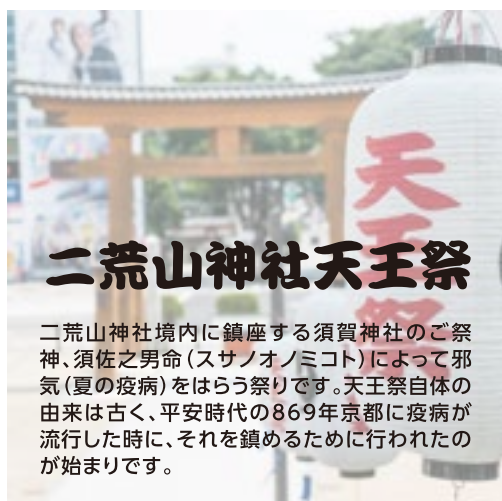 二荒山神社天王祭
二荒山神社境内に鎮座する須賀神社のご祭
神、須佐之男命(スサノオノミコト)によって邪
気(夏の疫病)をはらう祭りです。天王祭自体の
由来は古く、平安時代の869年京都に疫病が
流行した時に、それを鎮めるために行われたの
が始まりです。
天王祭